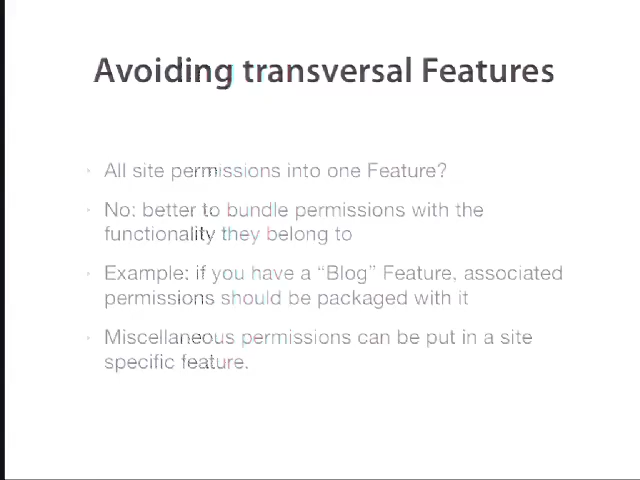 Avoiding transversal Features
All site permissions into one Feature?
No: better to bundle permissions with the
functionality they belong to
Example: if you have a “Blog” Feature, associated
permissions should be packaged with it
Miscellaneous permissions can be put in a site
specific feature.